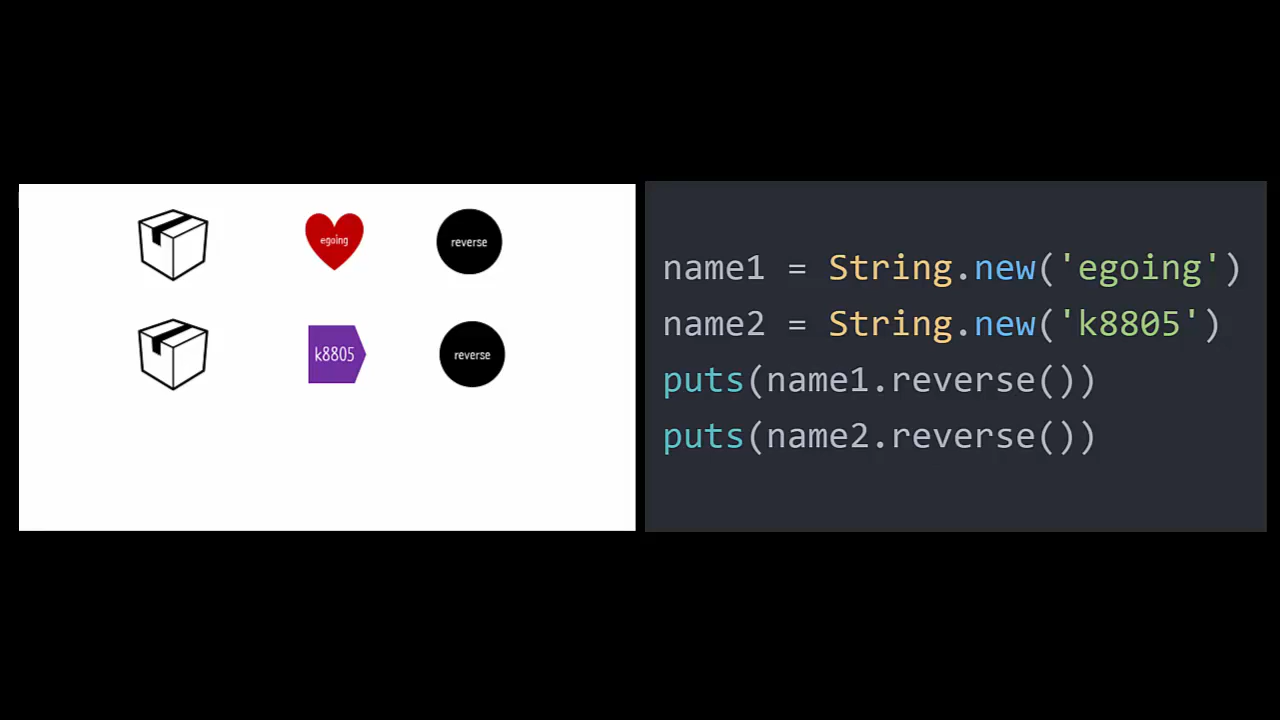 egoing
reverse
k8805
reverse
name1 = String.new('egoing')
name2 = String.new('k8805')
puts(name1.reverse())
puts(name2.reverse())